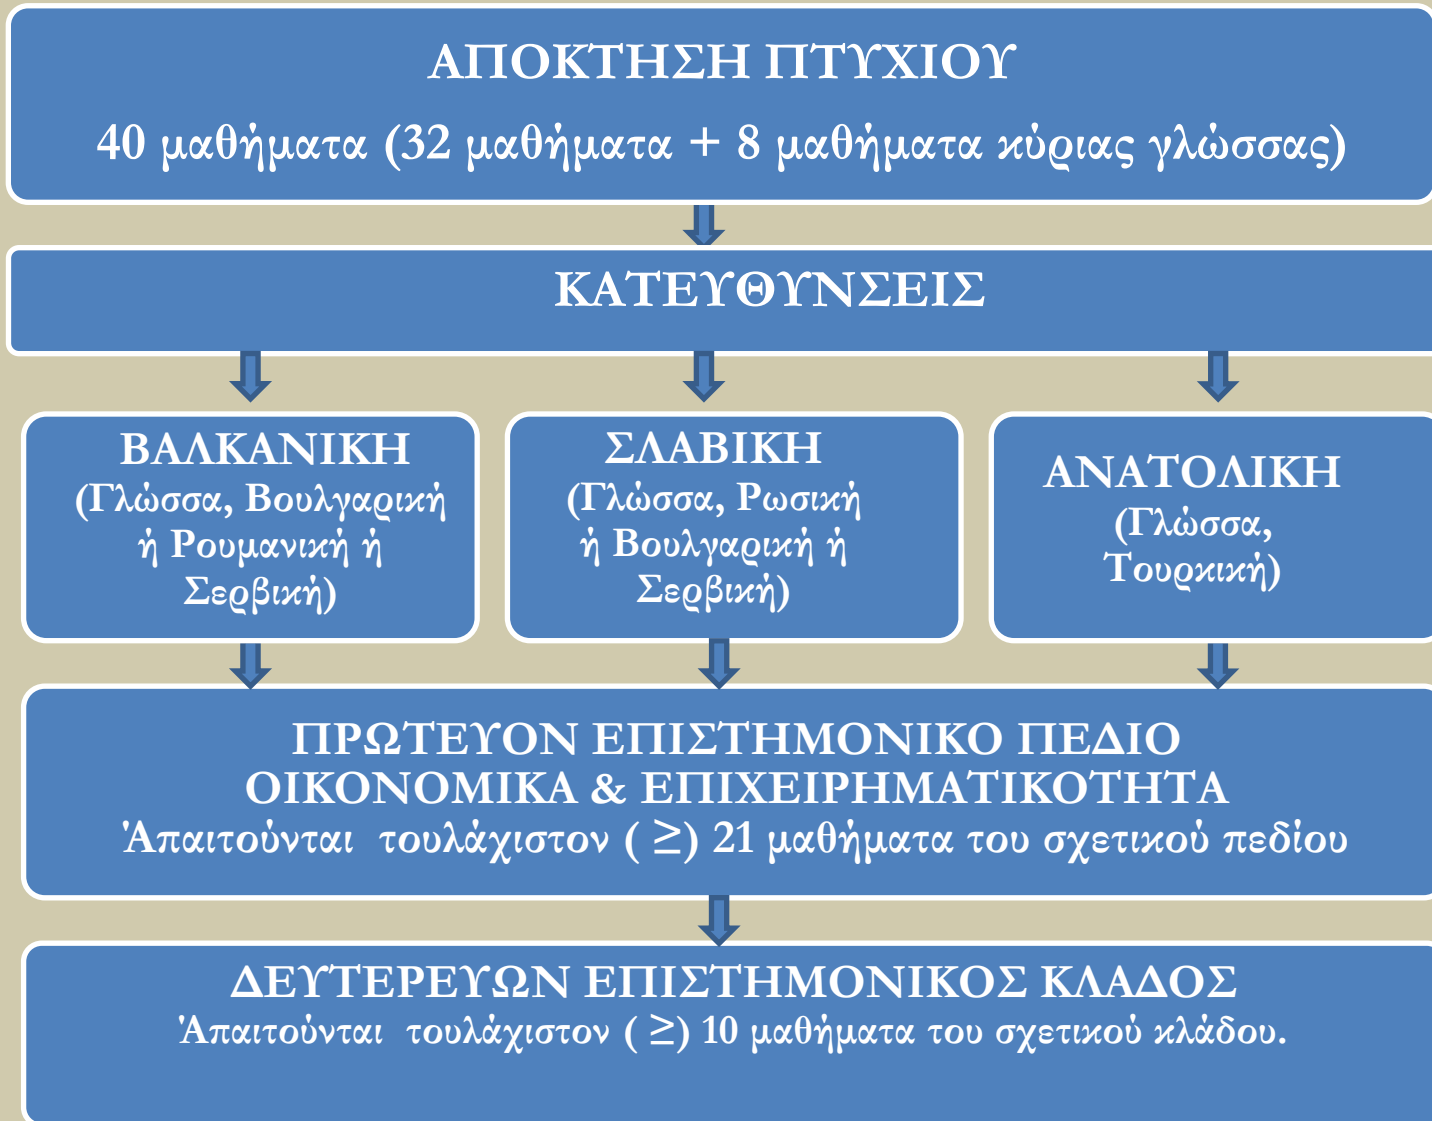 ΑΠΟΚΤΗΣΗ ΠΤΥΧΙΟΥ
40 μαθήματα (32 μαθήματα + 8 μαθήματα κύριας γλώσσας)
ΚΑΤΕΥΘΥΝΣΕΙΣ
ΒΑΛΚΑΝΙΚΗ
(Γλώσσα, Βουλγαρική
ή Ρουμανική ή
Σερβική)
ΣΛΑΒΙΚΗ
(Γλώσσα, Ρωσική
ή Βουλγαρική ή
Σερβική)
ΑΝΑΤΟΛΙΚΗ
(Γλώσσα,
Τουρκική)
ΠΡΩΤΕΥΟΝ ΕΠΙΣΤΗΜΟΝΙΚΟ ΠΕΔΙΟ
ΟΙΚΟΝΟΜΙΚΑ & ΕΠΙΧΕΙΡΗΜΑΤΙΚΟΤΗΤΑ
Άπαιτούνται τουλάχιστον ( ≥) 21 μαθήματα του σχετικού πεδίου
ΔΕΥΤΕΡΕΥΩΝ ΕΠΙΣΤΗΜΟΝΙΚΟΣ ΚΛΑΔΟΣ
Άπαιτούνται τουλάχιστον ( ≥) 10 μαθήματα του σχετικού κλάδου.